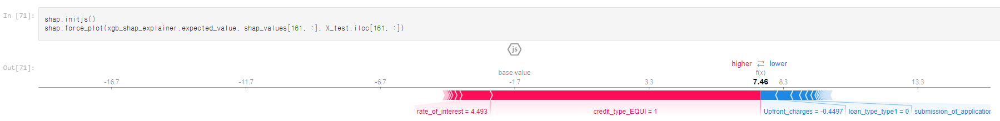 In [71]:
shap.initjs()
shap.force_plot(xgb_shap_explainer.expected_value, shap_values[161, :], X_test.iloc[161, :])
js
Out[71]:
higher ⇄ lower
base value f(x)
-16.7 -11.7 -6.7 -1.7 3.3 7.46 8.3 13.3
rate_of_interest = 4.493 credit_type_EQUI = 1 Upfront_charges = -0.4497 loan_type_type1 = 0 submission_of_application